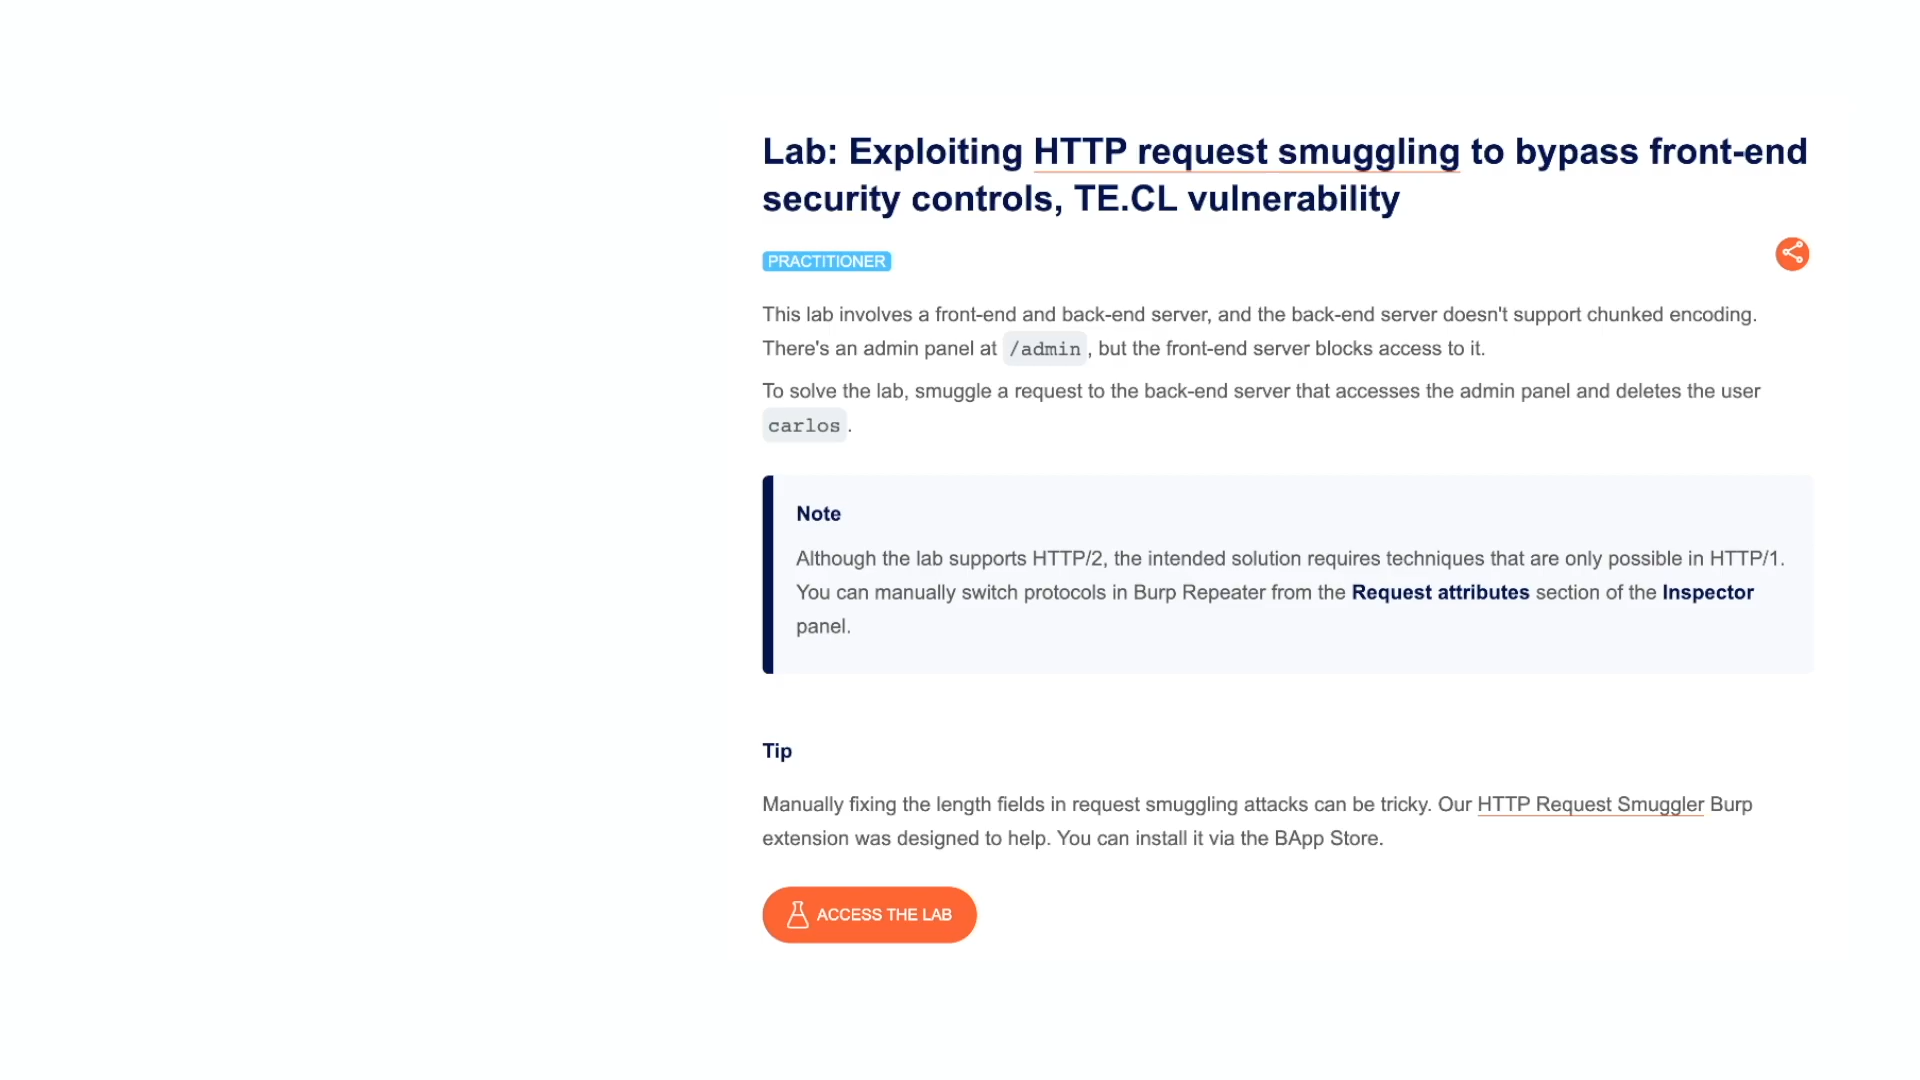 Lab: Exploiting HTTP request smuggling to bypass front-end
security controls, TE.CL vulnerability
PRACTITIONER
This lab involves a front-end and back-end server, and the back-end server doesn't support chunked encoding.
There's an admin panel at /admin, but the front-end server blocks access to it.
To solve the lab, smuggle a request to the back-end server that accesses the admin panel and deletes the user
carlos.
Note
Although the lab supports HTTP/2, the intended solution requires techniques that are only possible in HTTP/1.
You can manually switch protocols in Burp Repeater from the Request attributes section of the Inspector
panel.
Tip
Manually fixing the length fields in request smuggling attacks can be tricky. Our HTTP Request Smuggler Burp
extension was designed to help. You can install it via the BApp Store.
ACCESS THE LAB